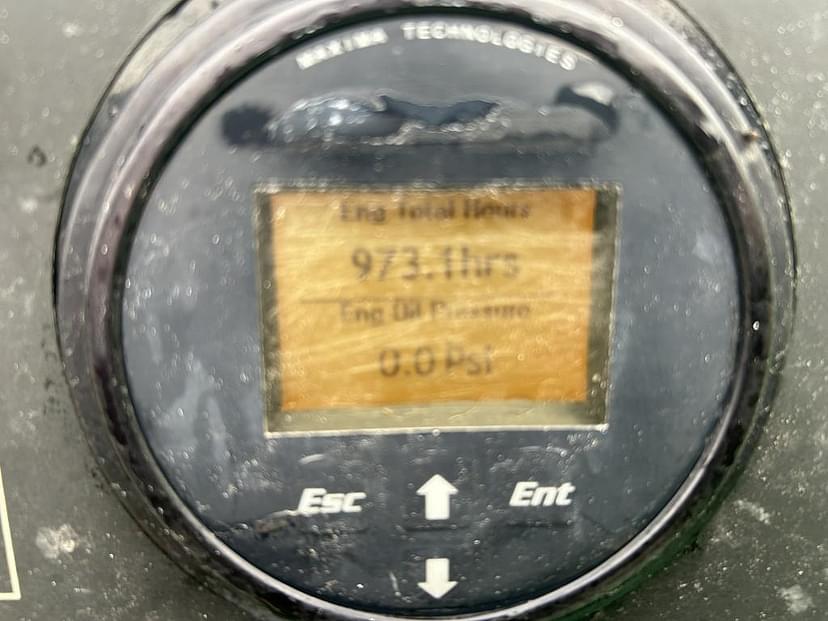 MAXIMA TECHNOLOGIES
Eng Total Hours
973.1hrs
Eng Oil Pressure
0.0 Psi
Esc
Ent